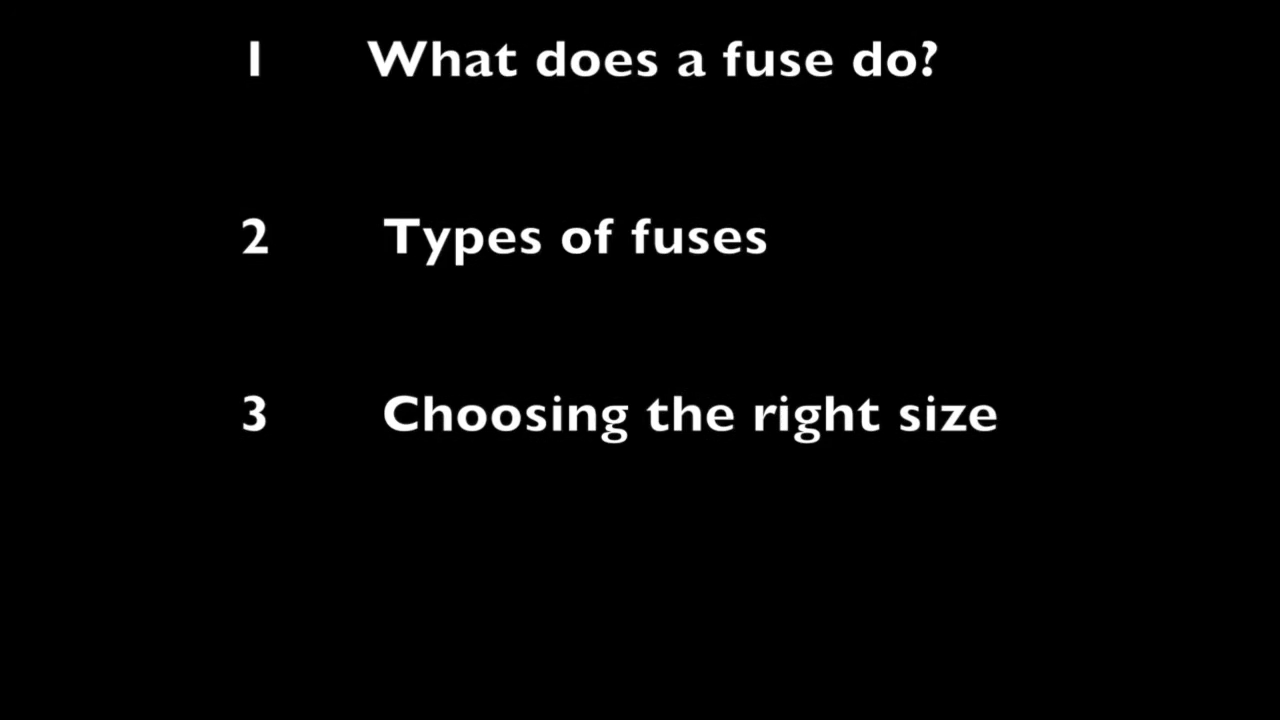 1 What does a fuse do?
2 Types of fuses
3 Choosing the right size